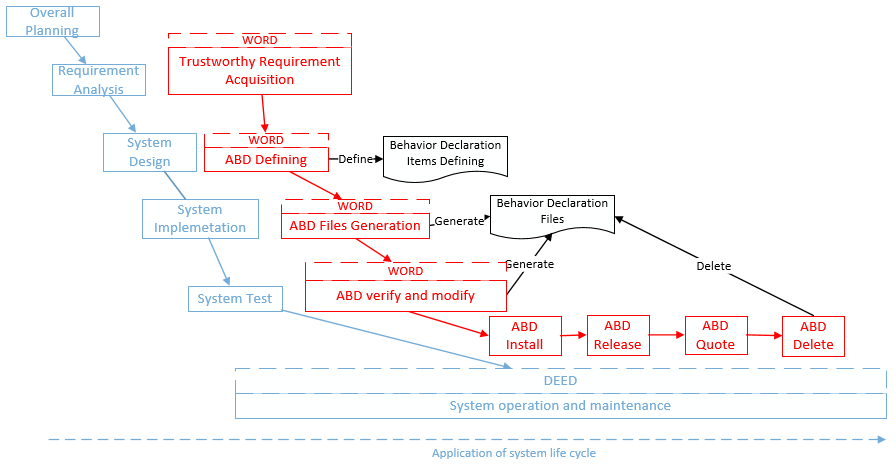 Overall
Planning
WORD
Trustworthy Requirement
Acquisition
Requirement
Analysis
System
Design
WORD
ABD Defining
Define
Behavior Declaration
Items Defining
System
Implemetation
WORD
ABD Files Generation
Generate
Behavior Declaration
Files
WORD
ABD verify and modify
Generate
Delete
System Test
ABD
Install
ABD
Release
ABD
Quote
ABD
Delete
DEED
System operation and maintenance
Application of system life cycle